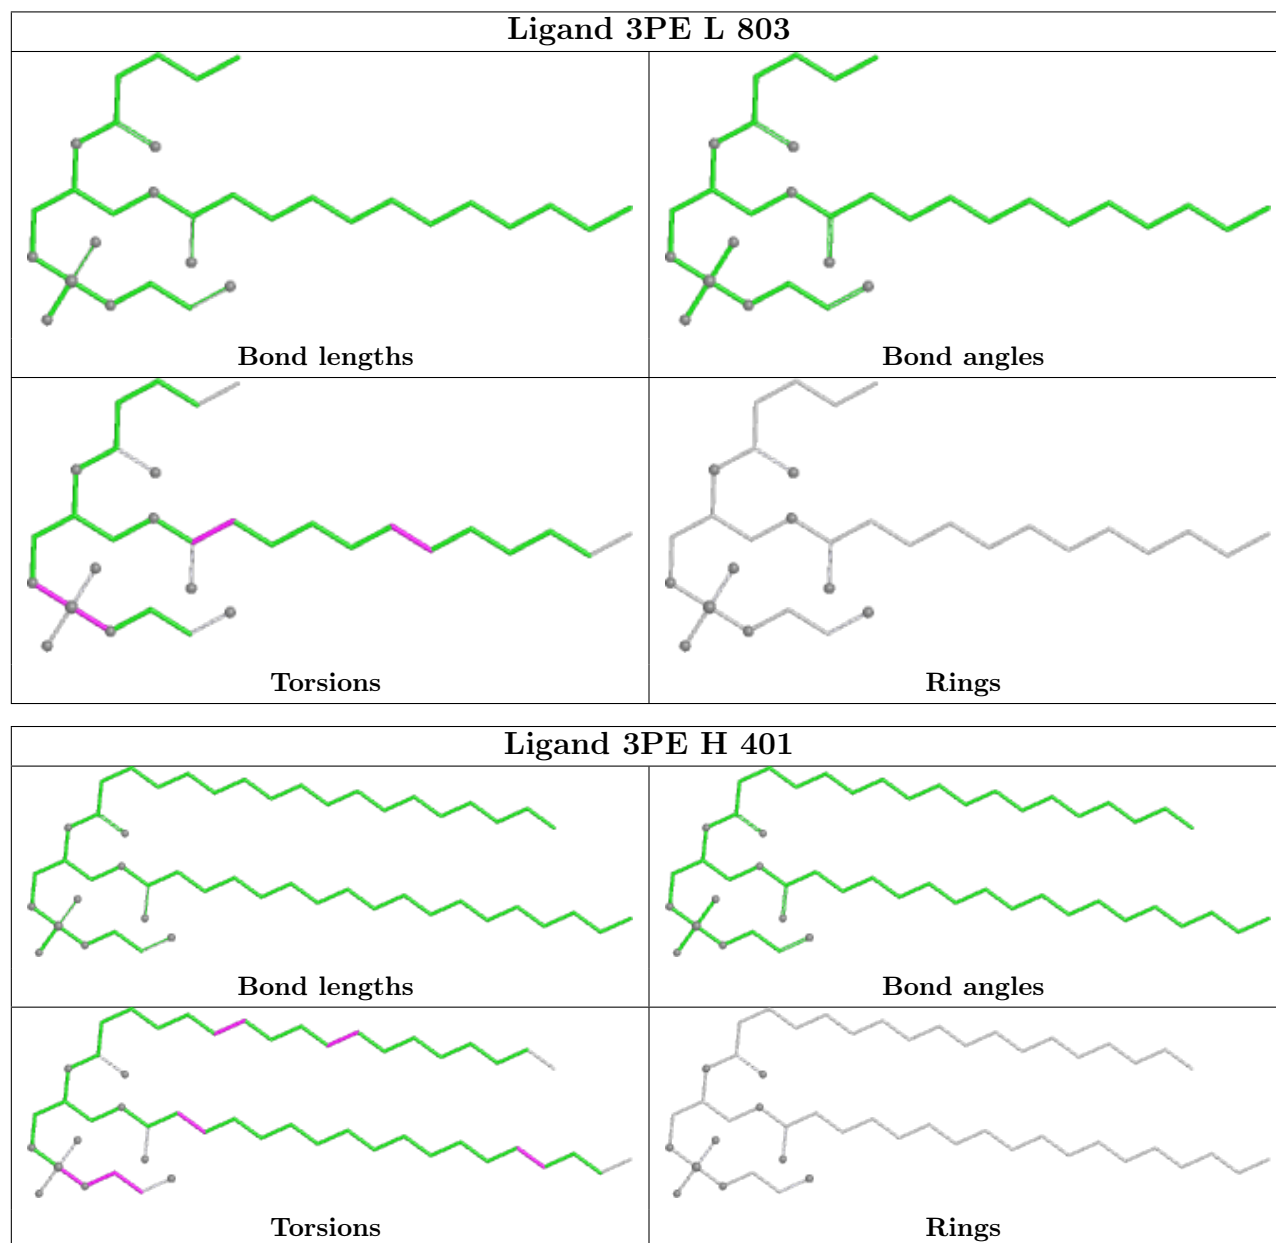 Ligand 3PE L 803
Bond lengths
Bond angles
Torsions
Rings
Ligand 3PE H 401
Bond lengths
Bond angles
Torsions
Rings